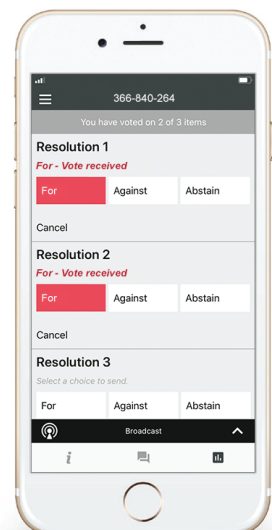 366-840-264
You have voted on 2 of 3 items
Resolution 1
For - Vote received
For Against Abstain
Cancel
Resolution 2
For - Vote received
For Against Abstain
Cancel
Resolution 3
Select a choice to send.
For Against Abstain
Broadcast
i